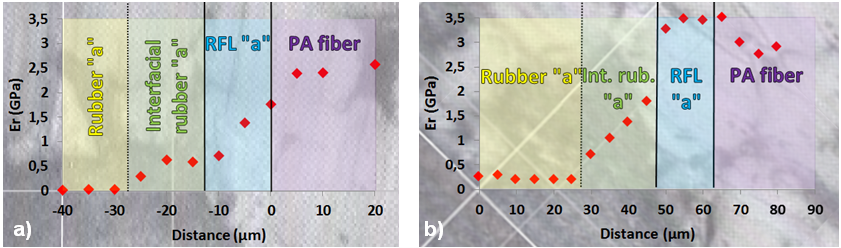 3,5
3
2,5
2
1,5
1
0,5
0
Er (GPa)
Rubber "a"
Interfacial
rubber "a"
RFL "a"
PA fiber
-40 -30 -20 -10 0 10 20
Distance (µm)
a)
3,5
3
2,5
2
1,5
1
0,5
0
Er (GPa)
Rubber "a"
Int. rub.
"a"
RFL
"a"
PA fiber
0 10 20 30 40 50 60 70 80 90
Distance (µm)
b)